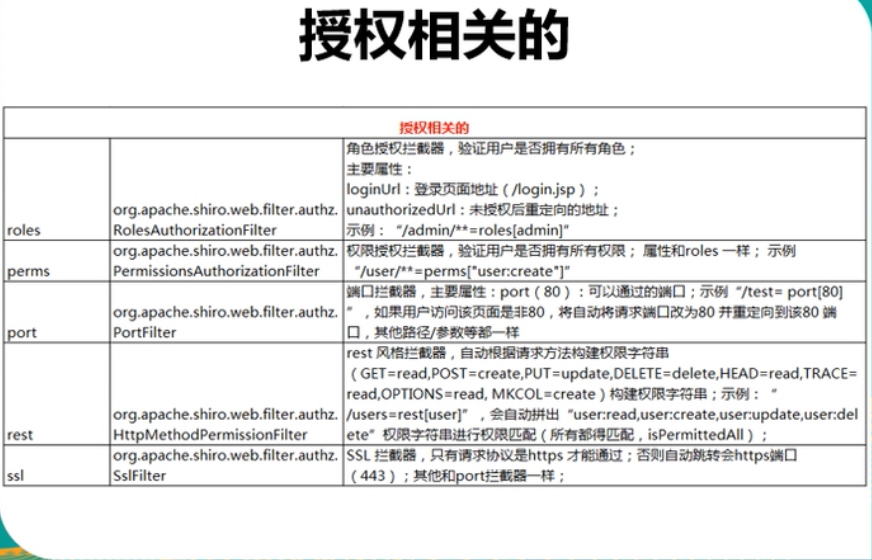 授权相关的
授权相关的
roles
org.apache.shiro.web.filter.authz.
RolesAuthorizationFilter
角色授权拦截器，验证用户是否拥有所有角色；
主要属性：
loginUrl：登录页面地址（/login.jsp）；
unauthorizedUrl：未授权后重定向的地址；
示例：“/admin/**=roles[admin]”
perms
org.apache.shiro.web.filter.authz.
PermissionsAuthorizationFilter
权限授权拦截器，验证用户是否拥有所有权限； 属性和roles 一样； 示例
“/user/**=perms["user:create"]”
port
org.apache.shiro.web.filter.authz.
PortFilter
端口拦截器，主要属性：port（80）：可以通过的端口；示例“/test= port[80]
”，如果用户访问该页面是非80，将自动将请求端口改为80 并重定向到该80 端
口，其他路径/参数等都一样
rest
org.apache.shiro.web.filter.authz.
HttpMethodPermissionFilter
rest 风格拦截器，自动根据请求方法构建权限字符串
（GET=read,POST=create,PUT=update,DELETE=delete,HEAD=read,TRACE=
read,OPTIONS=read, MKCOL=create）构建权限字符串；示例：“
/users=rest[user]”，会自动拼出“user:read,user:create,user:update,user:del
ete”权限字符串进行权限匹配（所有都得匹配，isPermittedAll）；
ssl
org.apache.shiro.web.filter.authz.
SslFilter
SSL 拦截器，只有请求协议是https 才能通过；否则自动跳转会https端口
（443）；其他和port拦截器一样；